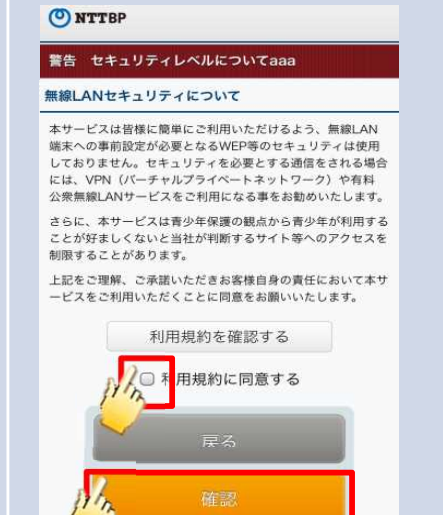 NTTBP
警告 セキュリティレベルについてaaa
無線LANセキュリティについて
本サービスは皆様に簡単にご利用いただけるよう、無線LAN
端末への事前設定が必要となるWEP等のセキュリティは使用
しておりません。セキュリティを必要とする通信をされる場合
には、VPN（バーチャルプライベートネットワーク）や有料
公衆無線LANサービスをご利用になる事をお勧めいたします。
さらに、本サービスは青少年保護の観点から青少年が利用する
ことが好ましくないと当社が判断するサイト等へのアクセスを
制限することがあります。
上記をご理解、ご承諾いただきお客様自身の責任において本サ
ービスをご利用いただくことに同意をお願いいたします。
利用規約を確認する
利用規約に同意する
戻る
確認